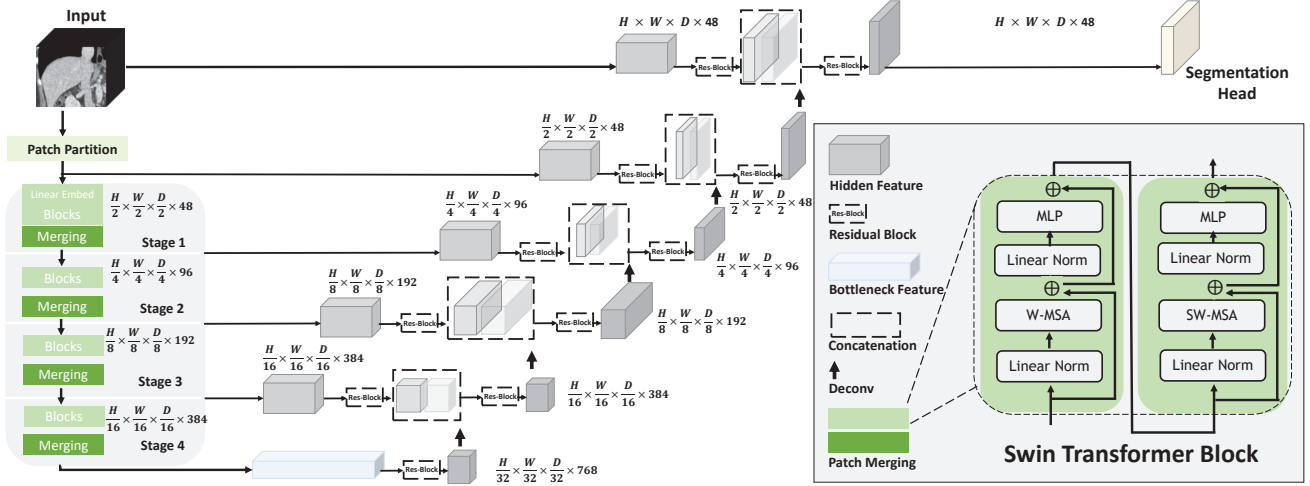 Input
H × W × D × 48
H × W × D × 48
Res-Block
Res-Block
Segmentation
Head
Patch Partition
H/2 × W/2 × D/2 × 48
Res-Block
Res-Block
H/2 × W/2 × D/2 × 48
Linear Embed
Blocks
Merging
H/2 × W/2 × D/2 × 48
Stage 1
H/4 × W/4 × D/4 × 96
Res-Block
Res-Block
H/4 × W/4 × D/4 × 96
Blocks
Merging
H/4 × W/4 × D/4 × 96
Stage 2
H/8 × W/8 × D/8 × 192
Res-Block
Res-Block
H/8 × W/8 × D/8 × 192
Blocks
Merging
H/8 × W/8 × D/8 × 192
Stage 3
H/16 × W/16 × D/16 × 384
Res-Block
Res-Block
H/16 × W/16 × D/16 × 384
Blocks
Merging
H/16 × W/16 × D/16 × 384
Stage 4
Res-Block
H/32 × W/32 × D/32 × 768
Hidden Feature
Res-Block
Residual Block
Bottleneck Feature
Concatenation
Deconv
Patch Merging
MLP
Linear Norm
W-MSA
Linear Norm
MLP
Linear Norm
SW-MSA
Linear Norm
Swin Transformer Block